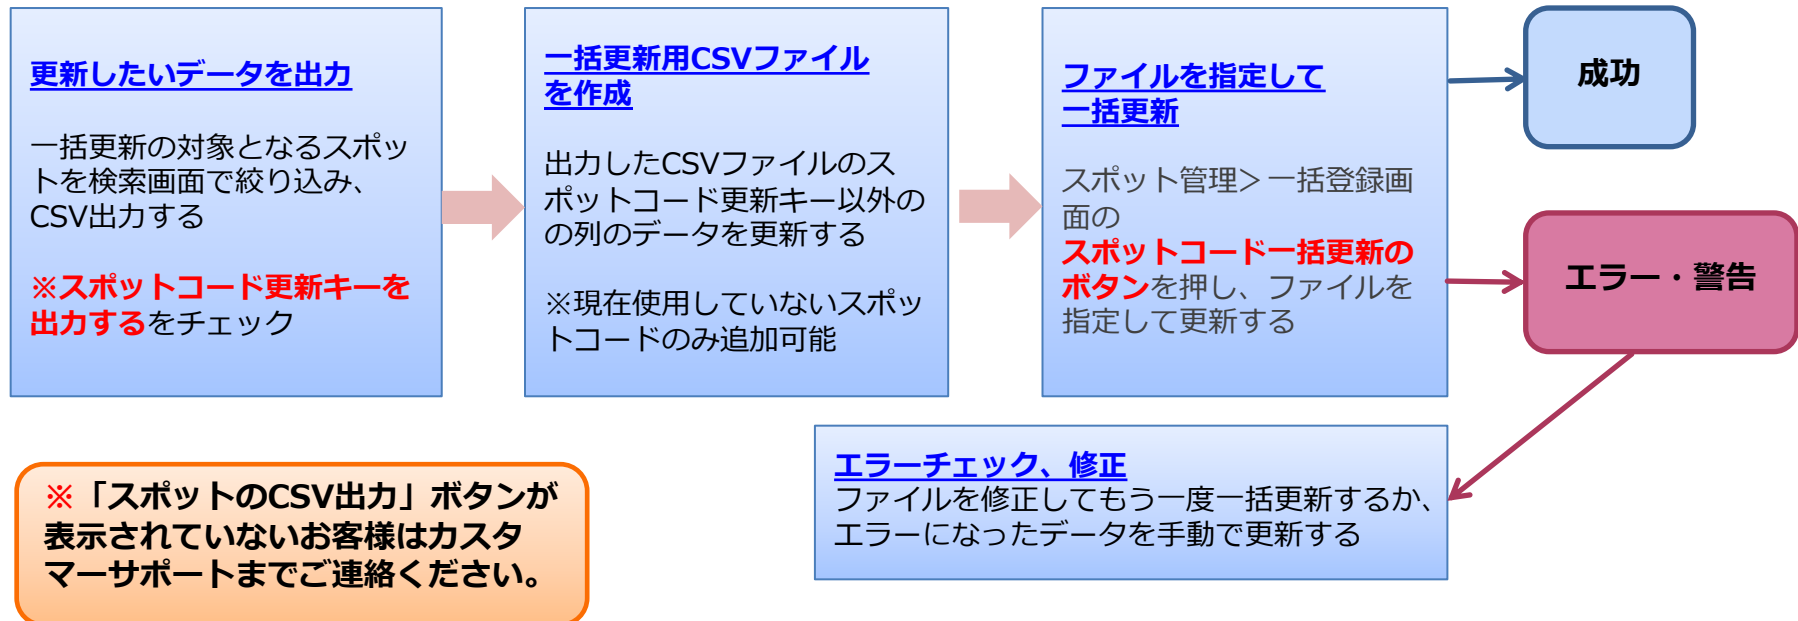 更新したいデータを出力
一括更新の対象となるスポッ
トを検索画面で絞り込み、
CSV出力する
※スポットコード更新キーを
出力するをチェック
一括更新用CSVファイル
を作成
出力したCSVファイルのス
ポットコード更新キー以外の
の列のデータを更新する
※現在使用していないスポッ
トコードのみ追加可能
ファイルを指定して
一括更新
スポット管理＞一括登録画
面の
スポットコード一括更新の
ボタンを押し、ファイルを
指定して更新する
成功
エラー・警告
エラーチェック、修正
ファイルを修正してもう一度一括更新するか、
エラーになったデータを手動で更新する
※「スポットのCSV出力」ボタンが
表示されていないお客様はカスタ
マーサポートまでご連絡ください。